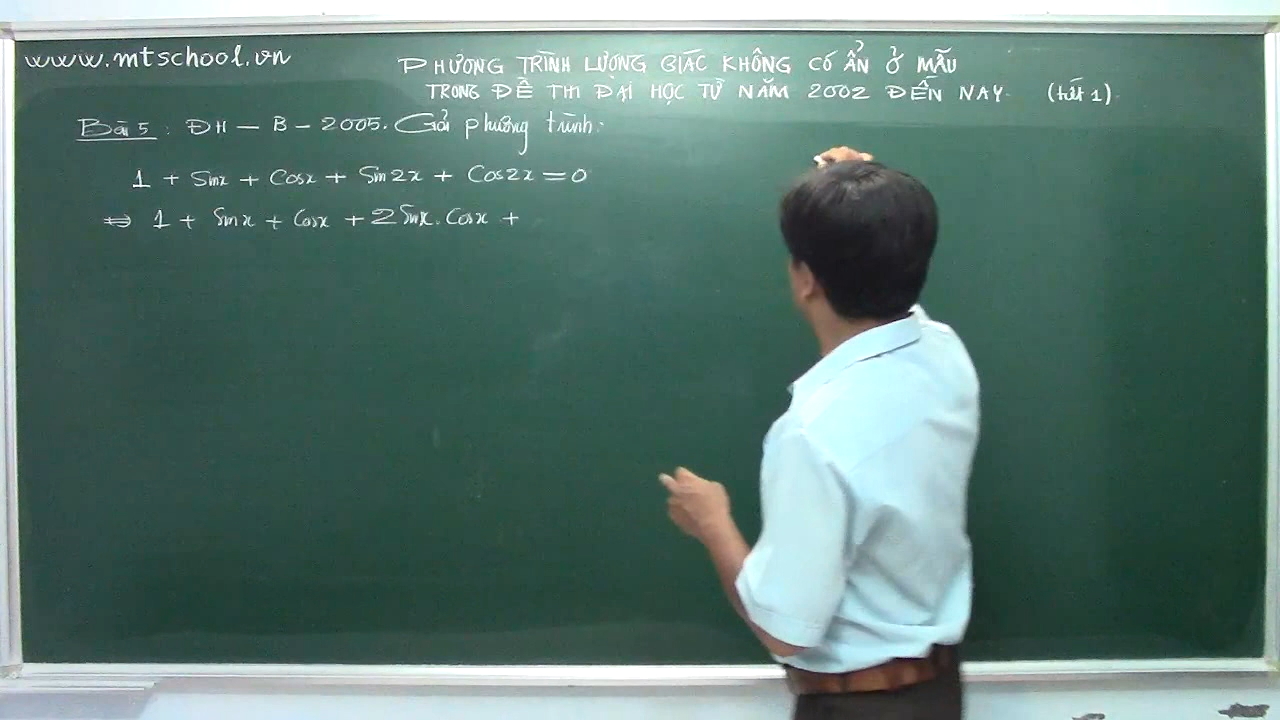 www.mtschool.vn
PHƯƠNG TRÌNH LƯỢNG GIÁC KHÔNG CÓ ẨN Ở MẪU
TRONG ĐỀ THI ĐẠI HỌC TỪ NĂM 2002 ĐẾN NAY (tiết 1).
Bài 5: ĐH - B - 2005. Giải phương trình:
1 + Sinx + Cosx + Sin2x + Cos2x = 0
⇔ 1 + Sinx + Cosx + 2 Sinx. Cosx +